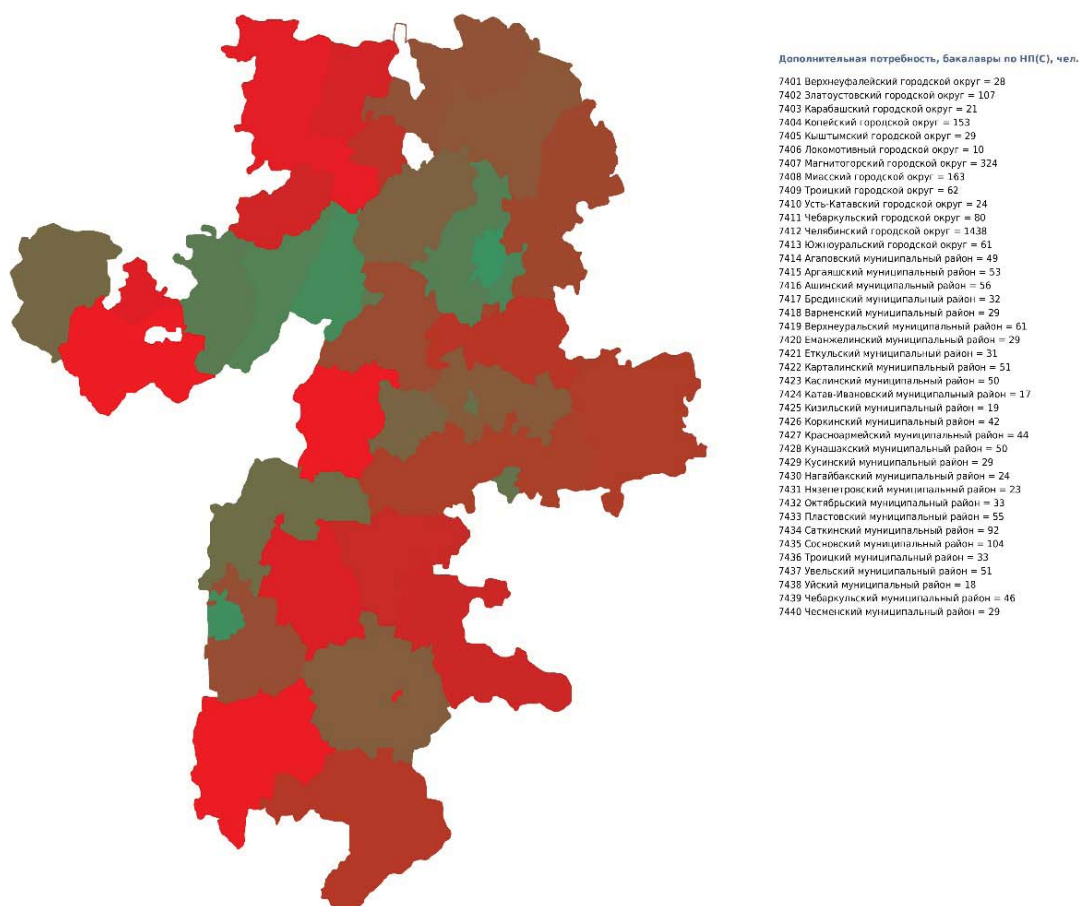 Дополнительная потребность, бакалавры по НП(С), чел.
7401 Верхнеуфалейский городской округ = 28
7402 Златоустовский городской округ = 107
7403 Карабашский городской округ = 21
7404 Копейский городской округ = 153
7405 Кыштымский городской округ = 29
7406 Локомотивный городской округ = 10
7407 Магнитогорский городской округ = 324
7408 Миасский городской округ = 163
7409 Троицкий городской округ = 62
7410 Усть-Катавский городской округ = 24
7411 Чебаркульский городской округ = 80
7412 Челябинский городской округ = 1438
7413 Южноуральский городской округ = 61
7414 Агаповский муниципальный район = 49
7415 Аргаяшский муниципальный район = 53
7416 Ашинский муниципальный район = 56
7417 Брединский муниципальный район = 32
7418 Варненский муниципальный район = 29
7419 Верхнеуральский муниципальный район = 61
7420 Еманжелинский муниципальный район = 29
7421 Еткульский муниципальный район = 31
7422 Карталинский муниципальный район = 51
7423 Каслинский муниципальный район = 50
7424 Катав-Ивановский муниципальный район = 17
7425 Кизильский муниципальный район = 19
7426 Коркинский муниципальный район = 42
7427 Красноармейский муниципальный район = 44
7428 Кунашакский муниципальный район = 50
7429 Кусинский муниципальный район = 29
7430 Нагайбакский муниципальный район = 24
7431 Нязепетровский муниципальный район = 23
7432 Октябрьский муниципальный район = 33
7433 Пластовский муниципальный район = 55
7434 Саткинский муниципальный район = 92
7435 Сосновский муниципальный район = 104
7436 Троицкий муниципальный район = 33
7437 Увельский муниципальный район = 51
7438 Уйский муниципальный район = 18
7439 Чебаркульский муниципальный район = 46
7440 Чесменский муниципальный район = 29